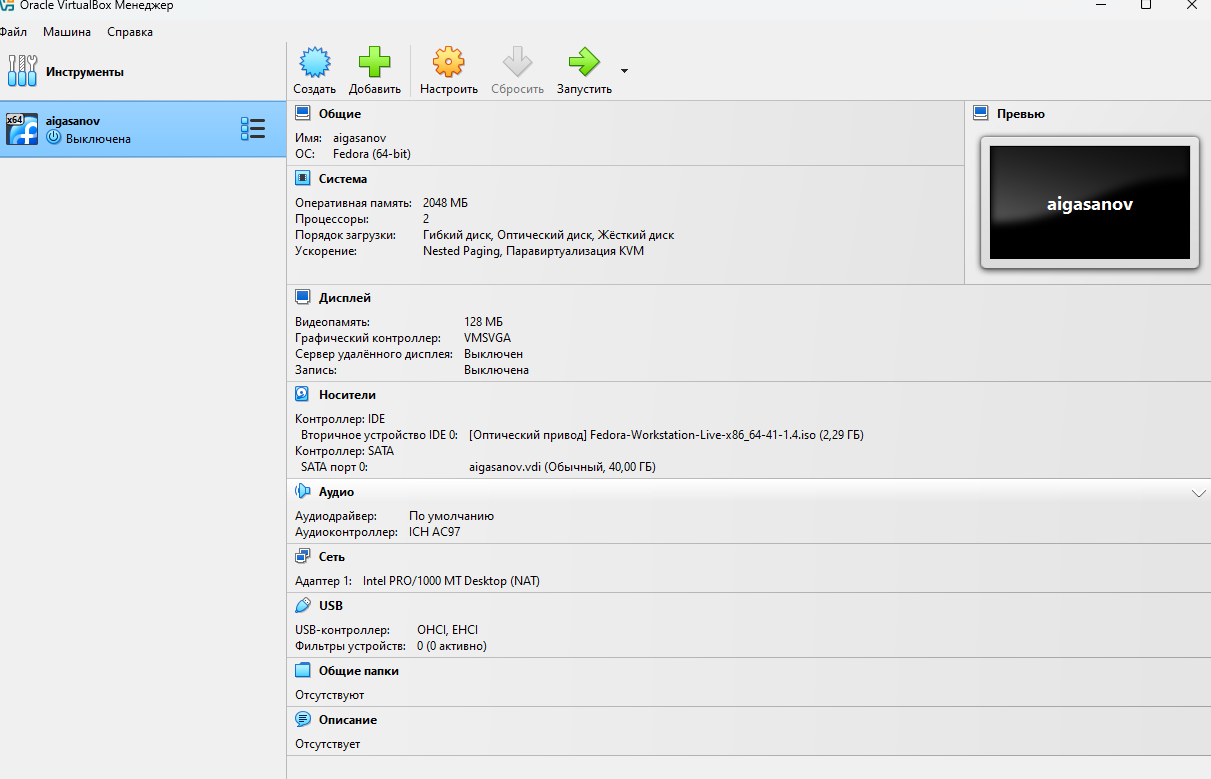 Oracle VirtualBox Менеджер
Файл Машина Справка
Инструменты
Создать Добавить Настроить Сбросить Запустить
x64
aigasanov
Выключена
Общие
Имя: aigasanov
ОС: Fedora (64-bit)
Превью
aigasanov
Система
Оперативная память: 2048 МБ
Процессоры: 2
Порядок загрузки: Гибкий диск, Оптический диск, Жёсткий диск
Ускорение: Nested Paging, Паравиртуализация KVM
Дисплей
Видеопамять: 128 МБ
Графический контроллер: VMSVGA
Сервер удалённого дисплея: Выключен
Запись: Выключена
Носители
Контроллер: IDE
Вторичное устройство IDE 0: [Оптический привод] Fedora-Workstation-Live-x86_64-41-1.4.iso (2,29 ГБ)
Контроллер: SATA
SATA порт 0: aigasanov.vdi (Обычный, 40,00 ГБ)
Аудио
Аудиодрайвер: По умолчанию
Аудиоконтроллер: ICH AC97
Сеть
Адаптер 1: Intel PRO/1000 MT Desktop (NAT)
USB
USB-контроллер: OHCI, EHCI
Фильтры устройств: 0 (0 активно)
Общие папки
Отсутствуют
Описание
Отсутствует